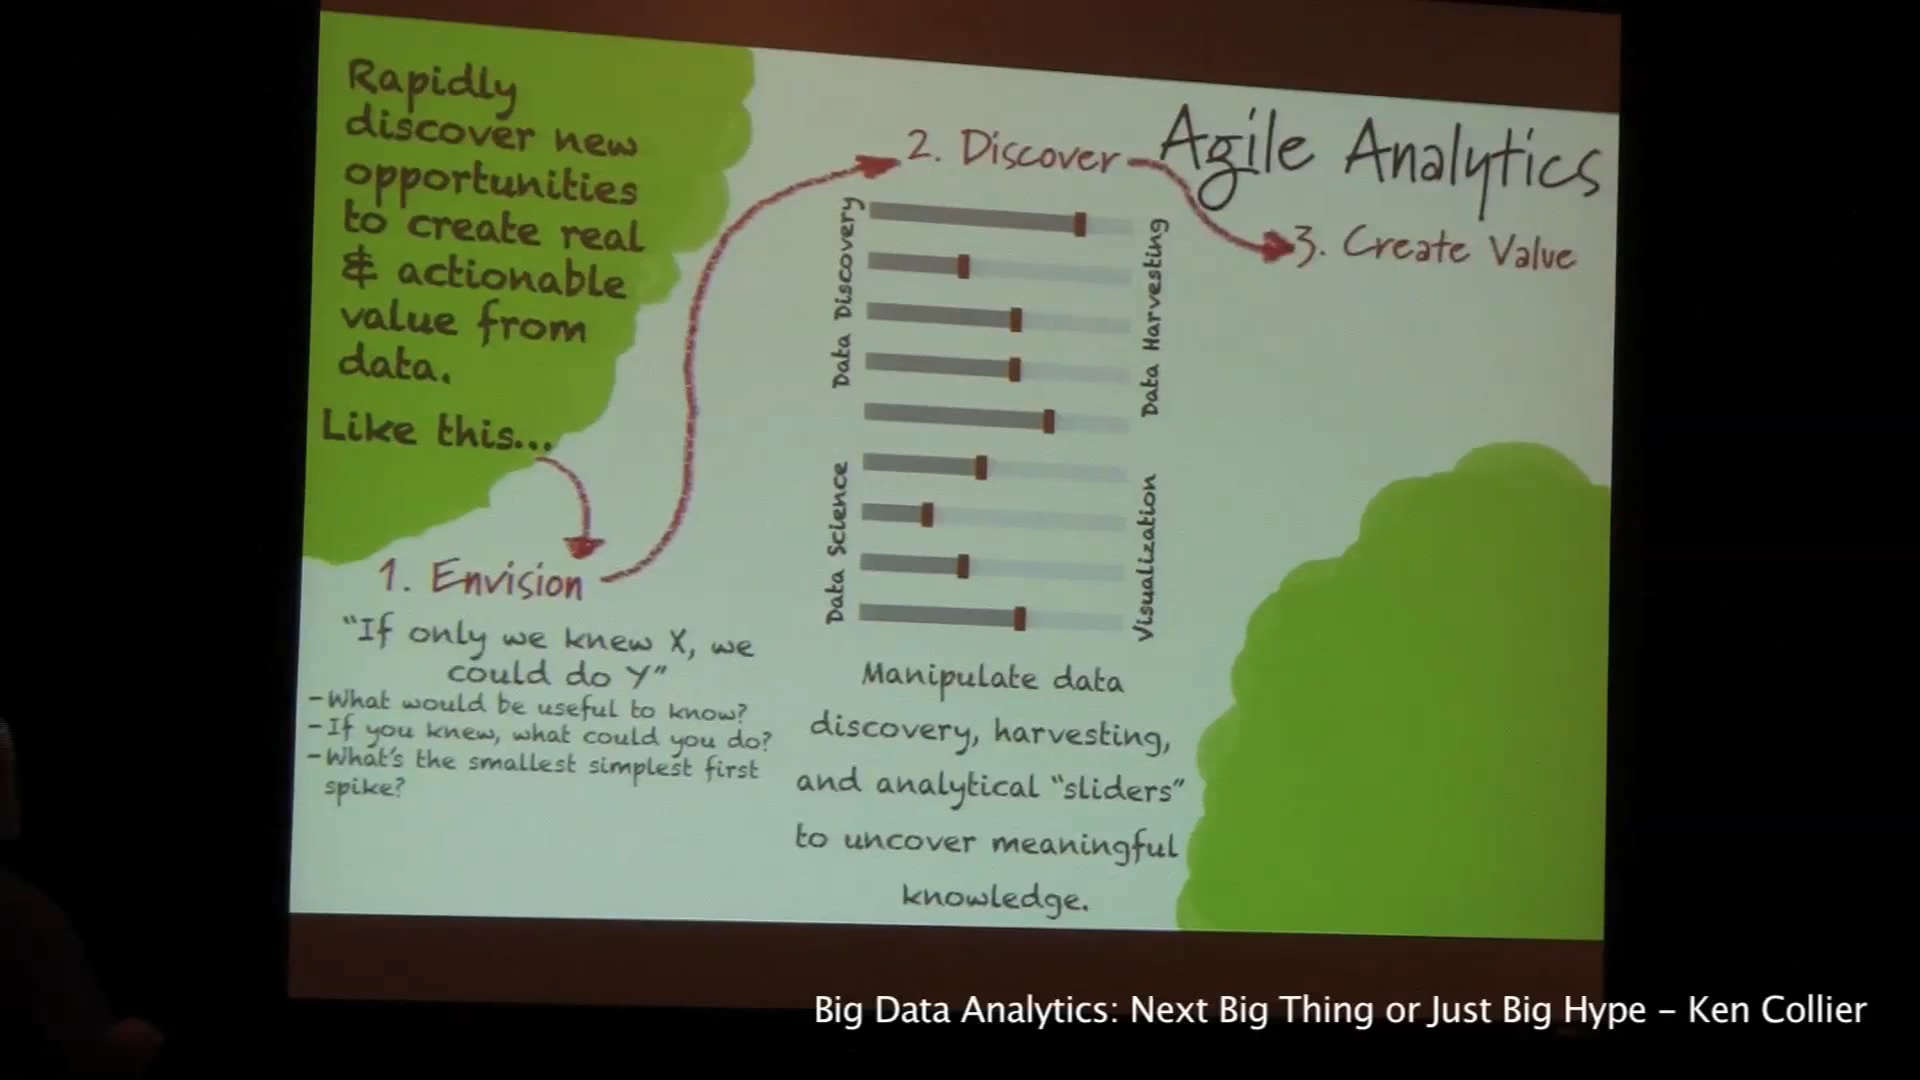 Rapidly
discover new
opportunities
to create real
& actionable
value from
data.
Like this...
1. Envision
"If only we knew X, we
could do Y"
-What would be useful to know?
-If you knew, what could you do?
-What's the smallest simplest first
spike?
2. Discover
Data Discovery
Data Harvesting
Data Science
Visualization
Manipulate data
discovery, harvesting,
and analytical "sliders"
to uncover meaningful
knowledge.
Agile Analytics
3. Create Value
Big Data Analytics: Next Big Thing or Just Big Hype – Ken Collier